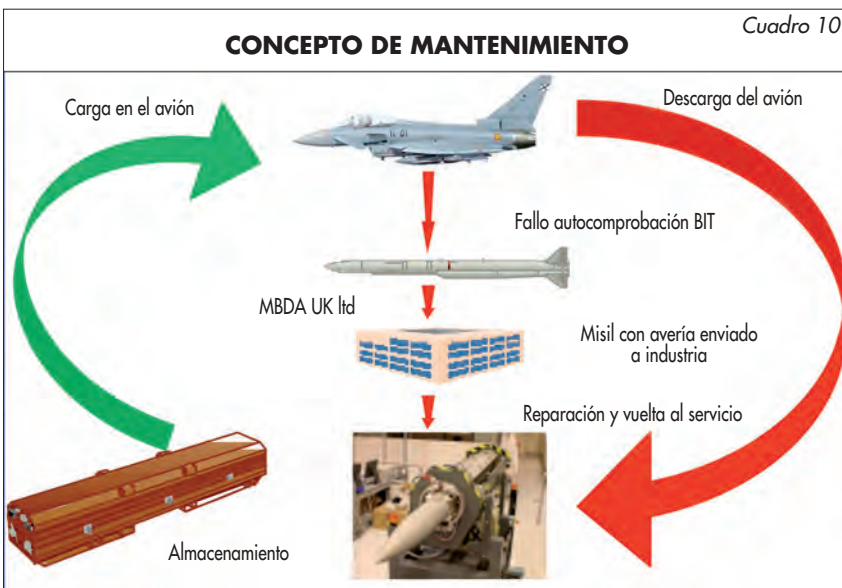 Cuadro 10
CONCEPTO DE MANTENIMIENTO
Carga en el avión
Descarga del avión
Fallo autocomprobación BIT
MBDA UK ltd
Misil con avería enviado
a industria
Reparación y vuelta al servicio
Almacenamiento